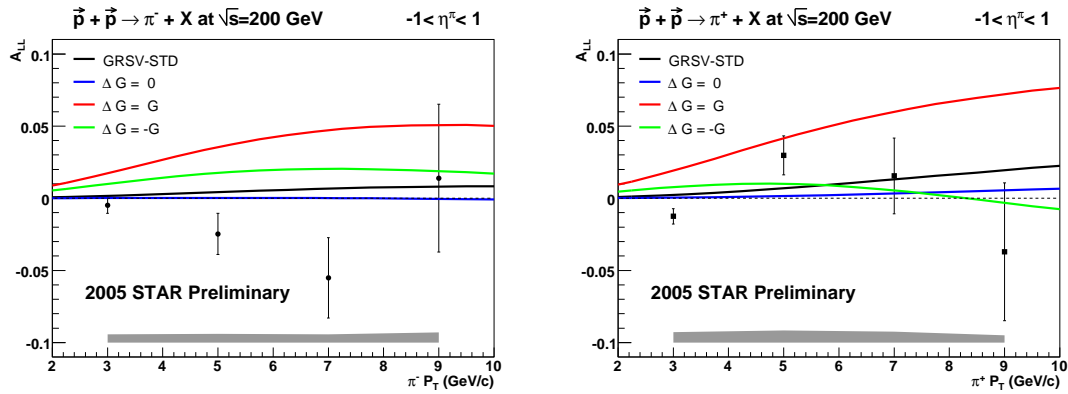 p + p → π⁻ + X at √s=200 GeV
-1< η^π < 1
A_LL
0.1
0.05
0
-0.05
-0.1
GRSV-STD
Δ G = 0
Δ G = G
Δ G = -G
2005 STAR Preliminary
2 3 4 5 6 7 8 9 10
π⁻ P_T (GeV/c)
p + p → π⁺ + X at √s=200 GeV
-1< η^π < 1
A_LL
0.1
0.05
0
-0.05
-0.1
GRSV-STD
Δ G = 0
Δ G = G
Δ G = -G
2005 STAR Preliminary
2 3 4 5 6 7 8 9 10
π⁺ P_T (GeV/c)